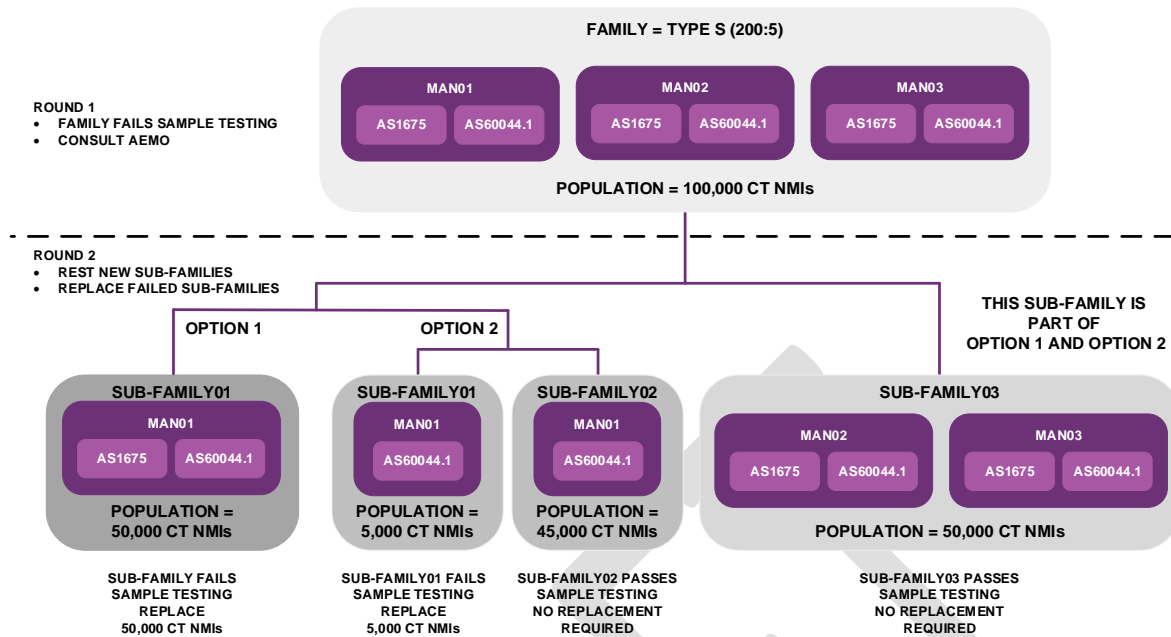 FAMILY = TYPE S (200:5)
MAN01
AS1675
AS60044.1
MAN02
AS1675
AS60044.1
MAN03
AS1675
AS60044.1
POPULATION = 100,000 CT NMIs
ROUND 1
• FAMILY FAILS SAMPLE TESTING
• CONSULT AEMO
ROUND 2
• REST NEW SUB-FAMILIES
• REPLACE FAILED SUB-FAMILIES
OPTION 1
OPTION 2
THIS SUB-FAMILY IS
PART OF
OPTION 1 AND OPTION 2
SUB-FAMILY01
MAN01
AS1675
AS60044.1
POPULATION =
50,000 CT NMIs
SUB-FAMILY FAILS
SAMPLE TESTING
REPLACE
50,000 CT NMIs
SUB-FAMILY01
MAN01
AS60044.1
POPULATION =
5,000 CT NMIs
SUB-FAMILY01 FAILS
SAMPLE TESTING
REPLACE
5,000 CT NMIs
SUB-FAMILY02
MAN01
AS60044.1
POPULATION =
45,000 CT NMIs
SUB-FAMILY02 PASSES
SAMPLE TESTING
NO REPLACEMENT
REQUIRED
SUB-FAMILY03
MAN02
AS1675
AS60044.1
MAN03
AS1675
AS60044.1
POPULATION = 50,000 CT NMIs
SUB-FAMILY03 PASSES
SAMPLE TESTING
NO REPLACEMENT
REQUIRED